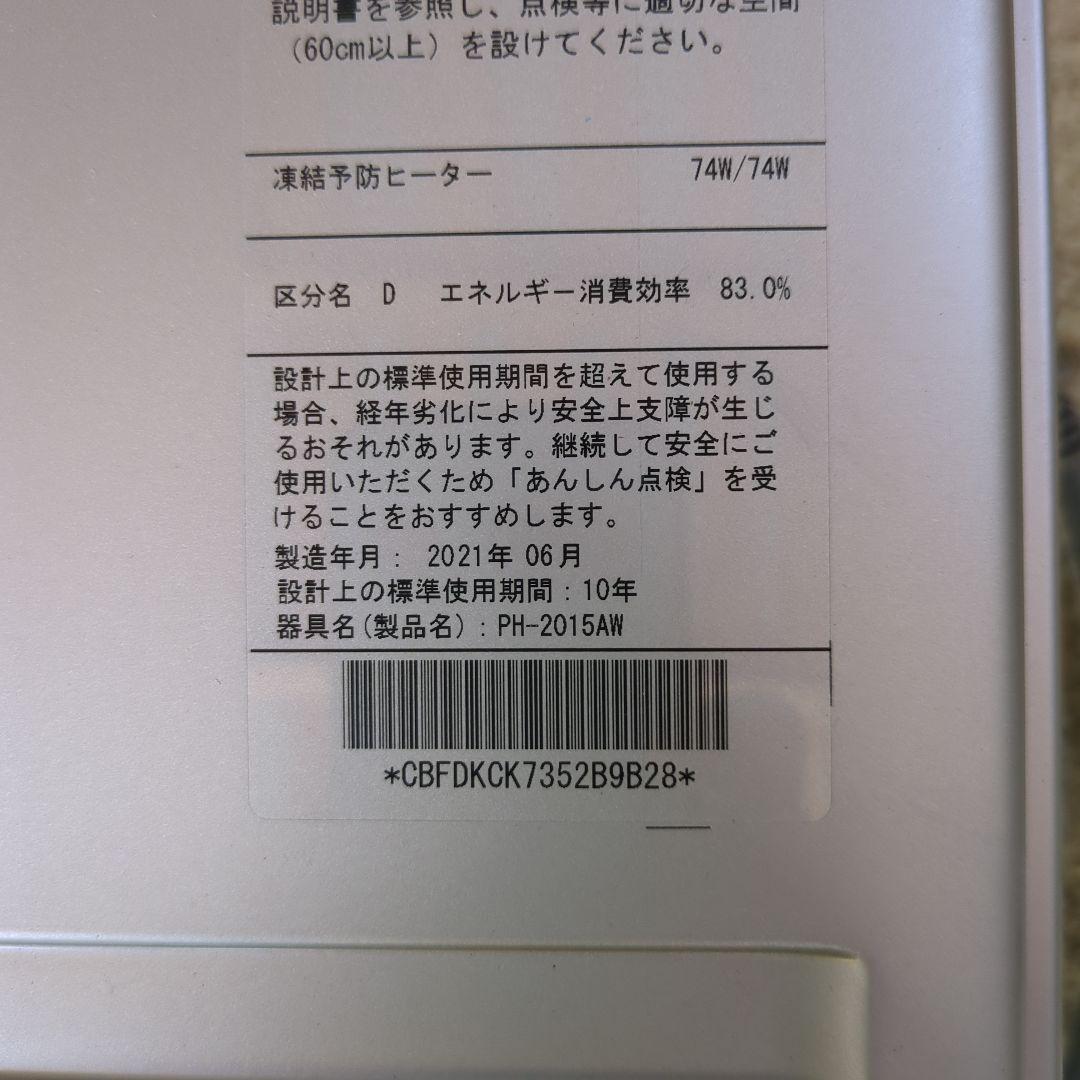 説明書を参照し、点検等に適切な空間
（60cm以上）を設けてください。
凍結予防ヒーター 74W/74W
区分名 D エネルギー消費効率 83.0%
設計上の標準使用期間を超えて使用する
場合、経年劣化により安全上支障が生じ
るおそれがあります。継続して安全にご
使用いただくため「あんしん点検」を受
けることをおすすめします。
製造年月： 2021年 06月
設計上の標準使用期間：10年
器具名(製品名)：PH-2015AW
*CBFDKCK7352B9B28*